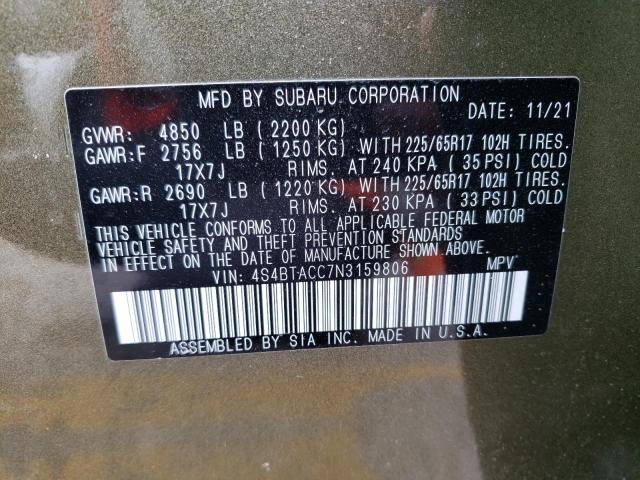 MFD BY SUBARU CORPORATION
DATE: 11/21
GVWR: 4850 LB ( 2200 KG)
GAWR:F 2756 LB ( 1250 KG) WITH 225/65R17 102H TIRES.
17X7J RIMS. AT 240 KPA ( 35 PSI) COLD
GAWR:R 2690 LB ( 1220 KG) WITH 225/65R17 102H TIRES.
17X7J RIMS. AT 230 KPA ( 33 PSI) COLD
THIS VEHICLE CONFORMS TO ALL APPLICABLE FEDERAL MOTOR
VEHICLE SAFETY AND THEFT PREVENTION STANDARDS
IN EFFECT ON THE DATE OF MANUFACTURE SHOWN ABOVE.
VIN: 4S4BTACC7N3159806 MPV
ASSEMBLED BY SIA INC. MADE IN U.S.A.